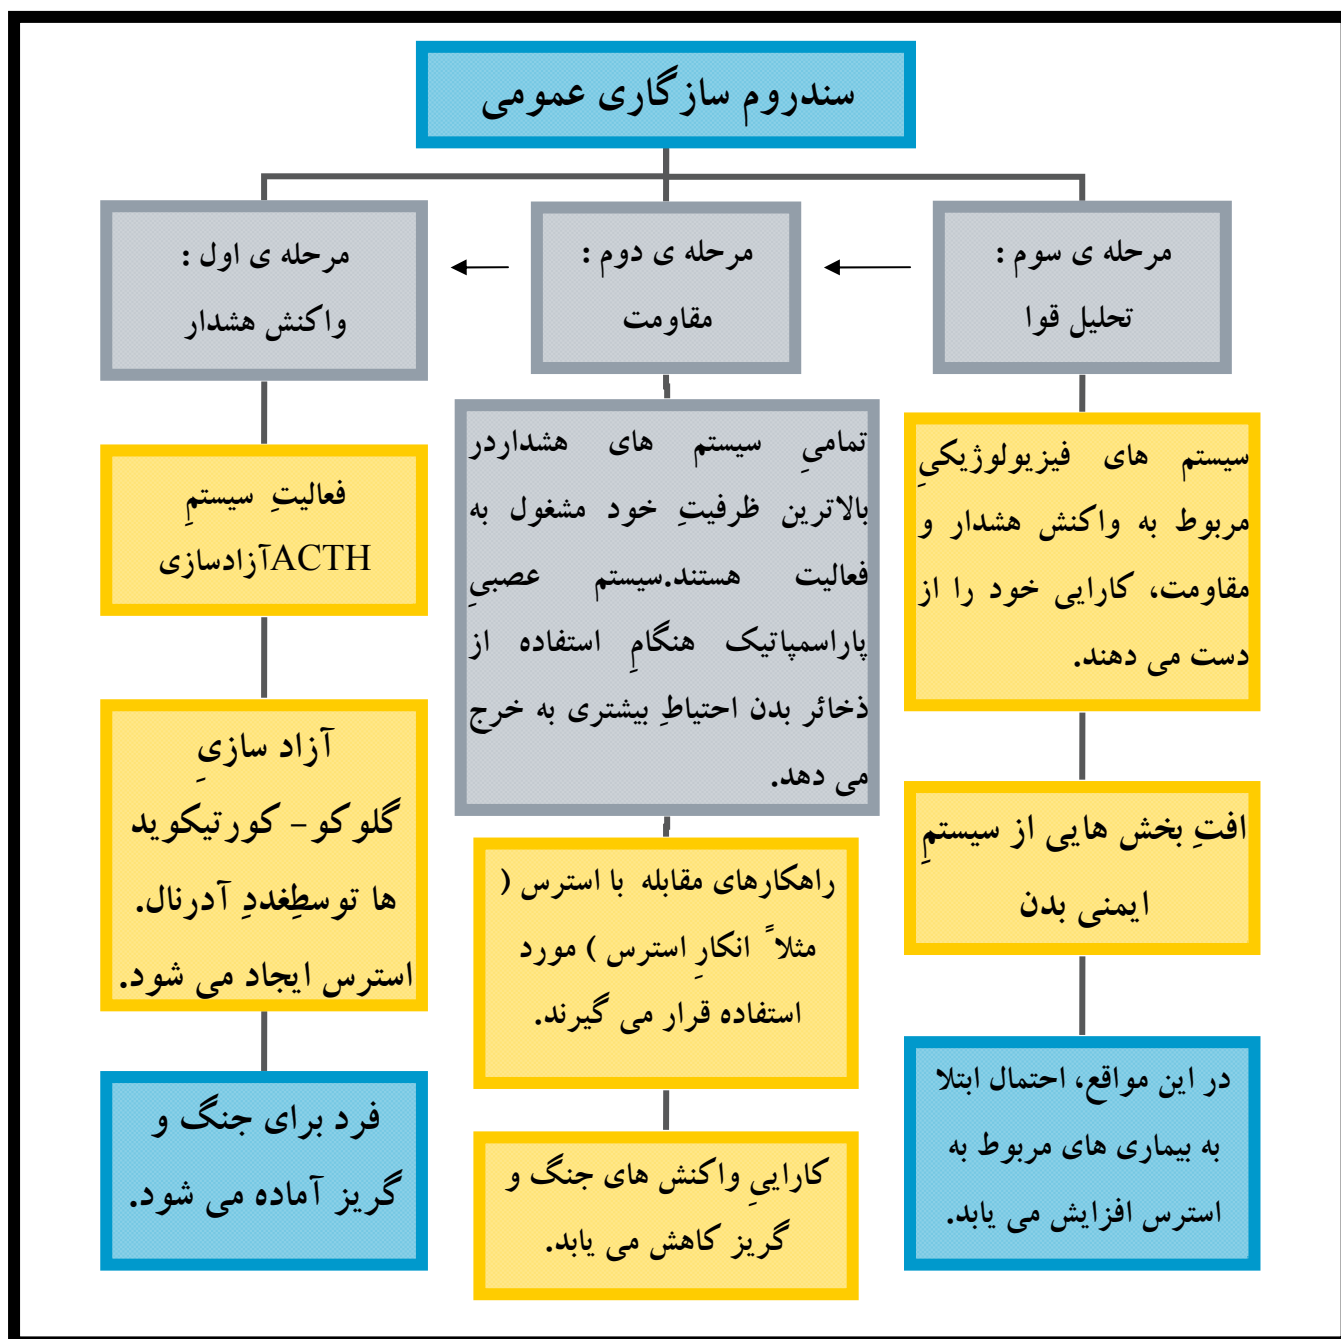 سندروم سازگاری عمومی
مرحله ی سوم :
تحلیل قوا
سیستم های فیزیولوژیکیِ
مربوط به واکنش هشدار و
مقاومت، کارایی خود را از
دست می دهند.
افتِ بخش هایی از سیستمِ
ایمنی بدن
در این مواقع، احتمال ابتلا
به بیماری های مربوط به
استرس افزایش می یابد.
مرحله ی دوم :
مقاومت
تمامیِ سیستم های هشداردر
بالاترین ظرفیتِ خود مشغول به
فعالیت هستند.سیستم عصبیِ
پاراسمپاتیک هنگامِ استفاده از
ذخائر بدن احتیاطِ بیشتری به خرج
می دهد.
راهکارهای مقابله با استرس (
مثلاً انکارِ استرس ) مورد
استفاده قرار می گیرند.
کاراییِ واکنش های جنگ و
گریز کاهش می یابد.
مرحله ی اول :
واکنش هشدار
فعالیتِ سیستمِ
ACTHآزادسازی
آزاد سازیِ
گلوکو- کورتیکوید
ها توسطِغددِ آدرنال.
استرس ایجاد می شود.
فرد برای جنگ و
گریز آماده می شود.